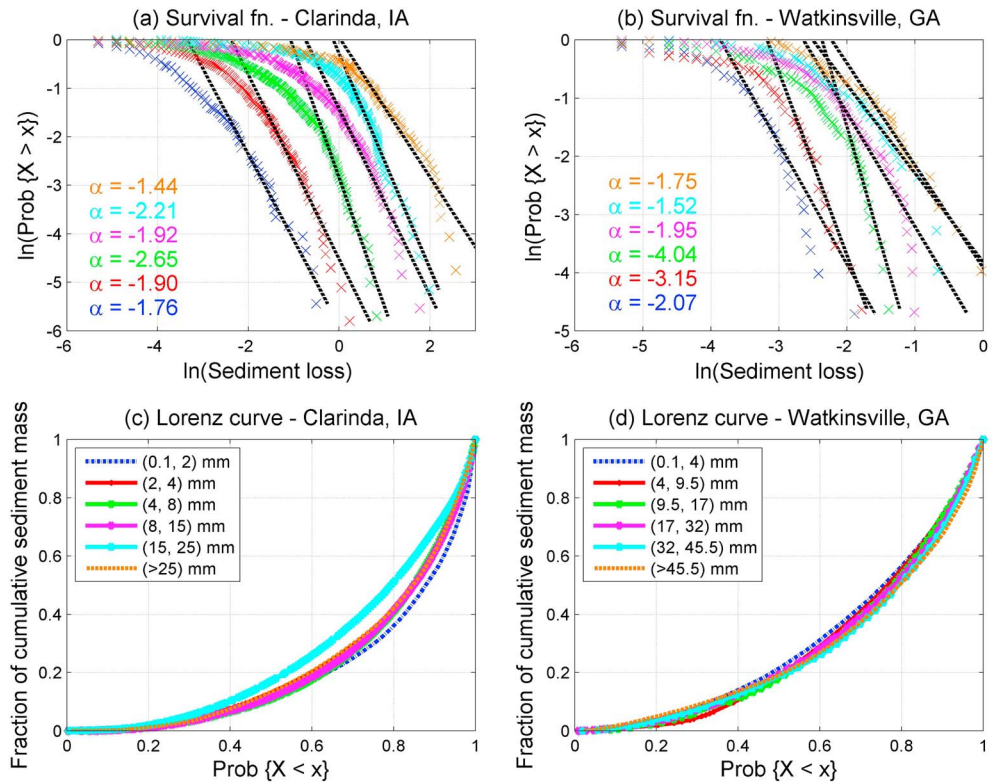 (a) Survival fn. - Clarinda, IA
0
-1
-2
-3
-4
-5
-6
-6
-4
-2
0
2
ln(Prob {X > x})
ln(Sediment loss)
α = -1.44
α = -2.21
α = -1.92
α = -2.65
α = -1.90
α = -1.76
(b) Survival fn. - Watkinsville, GA
0
-1
-2
-3
-4
-5
-6
-5
-4
-3
-2
-1
0
ln(Prob {X > x})
ln(Sediment loss)
α = -1.75
α = -1.52
α = -1.95
α = -4.04
α = -3.15
α = -2.07
(c) Lorenz curve - Clarinda, IA
1
0.8
0.6
0.4
0.2
0
0
0.2
0.4
0.6
0.8
1
Fraction of cumulative sediment mass
Prob {X < x}
(0.1, 2) mm
(2, 4) mm
(4, 8) mm
(8, 15) mm
(15, 25) mm
(>25) mm
(d) Lorenz curve - Watkinsville, GA
1
0.8
0.6
0.4
0.2
0
0
0.2
0.4
0.6
0.8
1
Fraction of cumulative sediment mass
Prob {X < x}
(0.1, 4) mm
(4, 9.5) mm
(9.5, 17) mm
(17, 32) mm
(32, 45.5) mm
(>45.5) mm